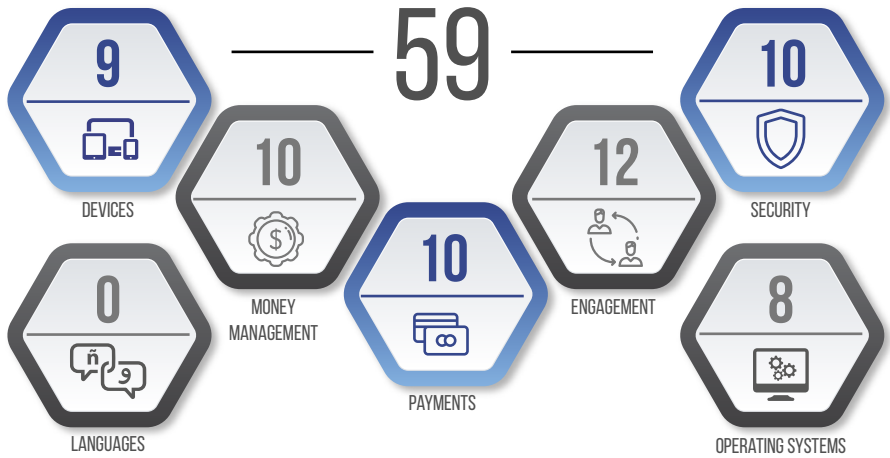 59
9
DEVICES
10
MONEY
MANAGEMENT
10
PAYMENTS
12
ENGAGEMENT
10
SECURITY
0
ñ
و
LANGUAGES
8
OPERATING SYSTEMS
$